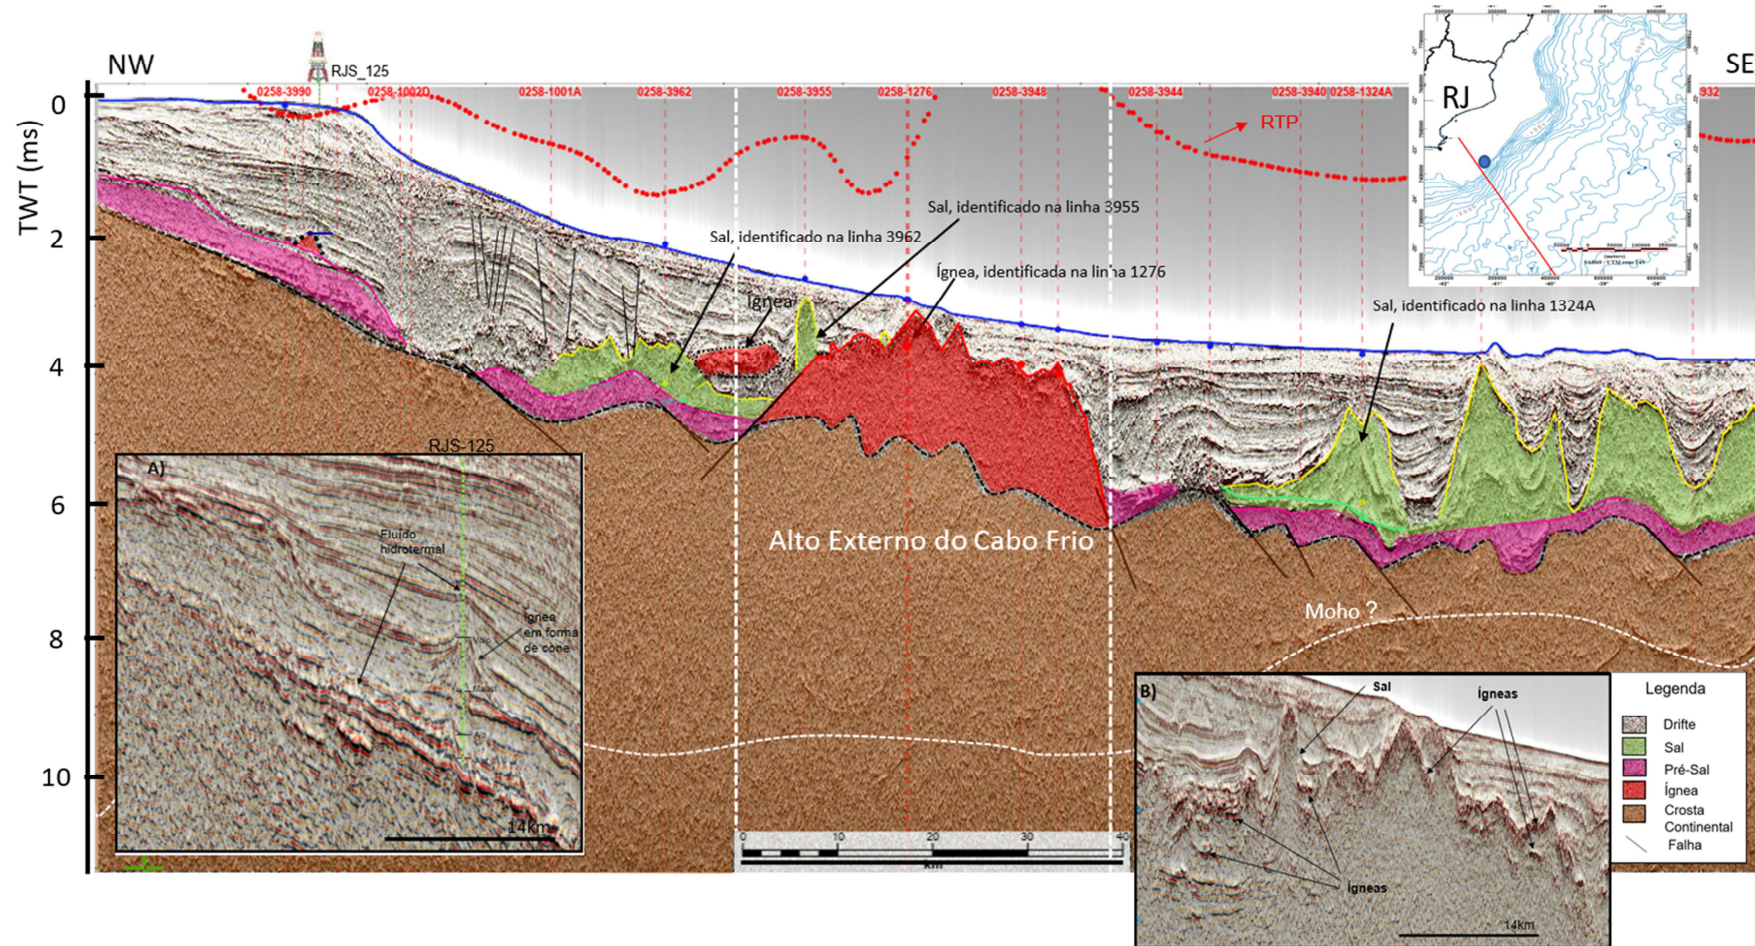 NW
SE
RJS_125
0258-3990
0258-1002D
0258-1001A
0258-3962
0258-3955
0258-1276
0258-3948
0258-3944
0258-3940
0258-1324A
932
RTP
RJ
TWT (ms)
0
2
4
6
8
10
Sal, identificado na linha 3955
Sal, identificado na linha 3962
Ígnea, identificada na linha 1276
Ígnea
Sal, identificado na linha 1324A
Alto Externo do Cabo Frio
Moho ?
RJS-125
A)
Fluído
hidrotermal
Ígnea
em forma
de cone
14km
0
10
20
30
40
km
B)
Sal
Ígneas
Ígneas
14km
Legenda
Drifte
Sal
Pré-Sal
Ígnea
Crosta
Continental
Falha